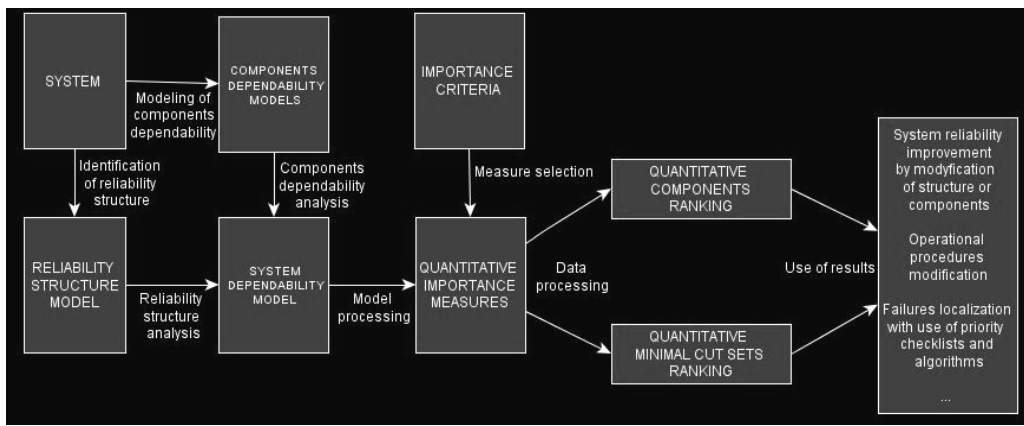 SYSTEM
Modeling of
components
dependability
COMPONENTS
DEPENDABILITY
MODELS
IMPORTANCE
CRITERIA
Identification
of reliability
structure
Components
dependability
analysis
Measure selection
RELIABILITY
STRUCTURE
MODEL
Reliability
structure
analysis
SYSTEM
DEPENDABILITY
MODEL
Model
processing
QUANTITATIVE
IMPORTANCE
MEASURES
Data
processing
QUANTITATIVE
COMPONENTS
RANKING
QUANTITATIVE
MINIMAL CUT SETS
RANKING
Use of results
System reliability
improvement
by modyfication
of structure or
components
Operational
procedures
modification
Failures localization
with use of priority
checklists and
algorithms
...